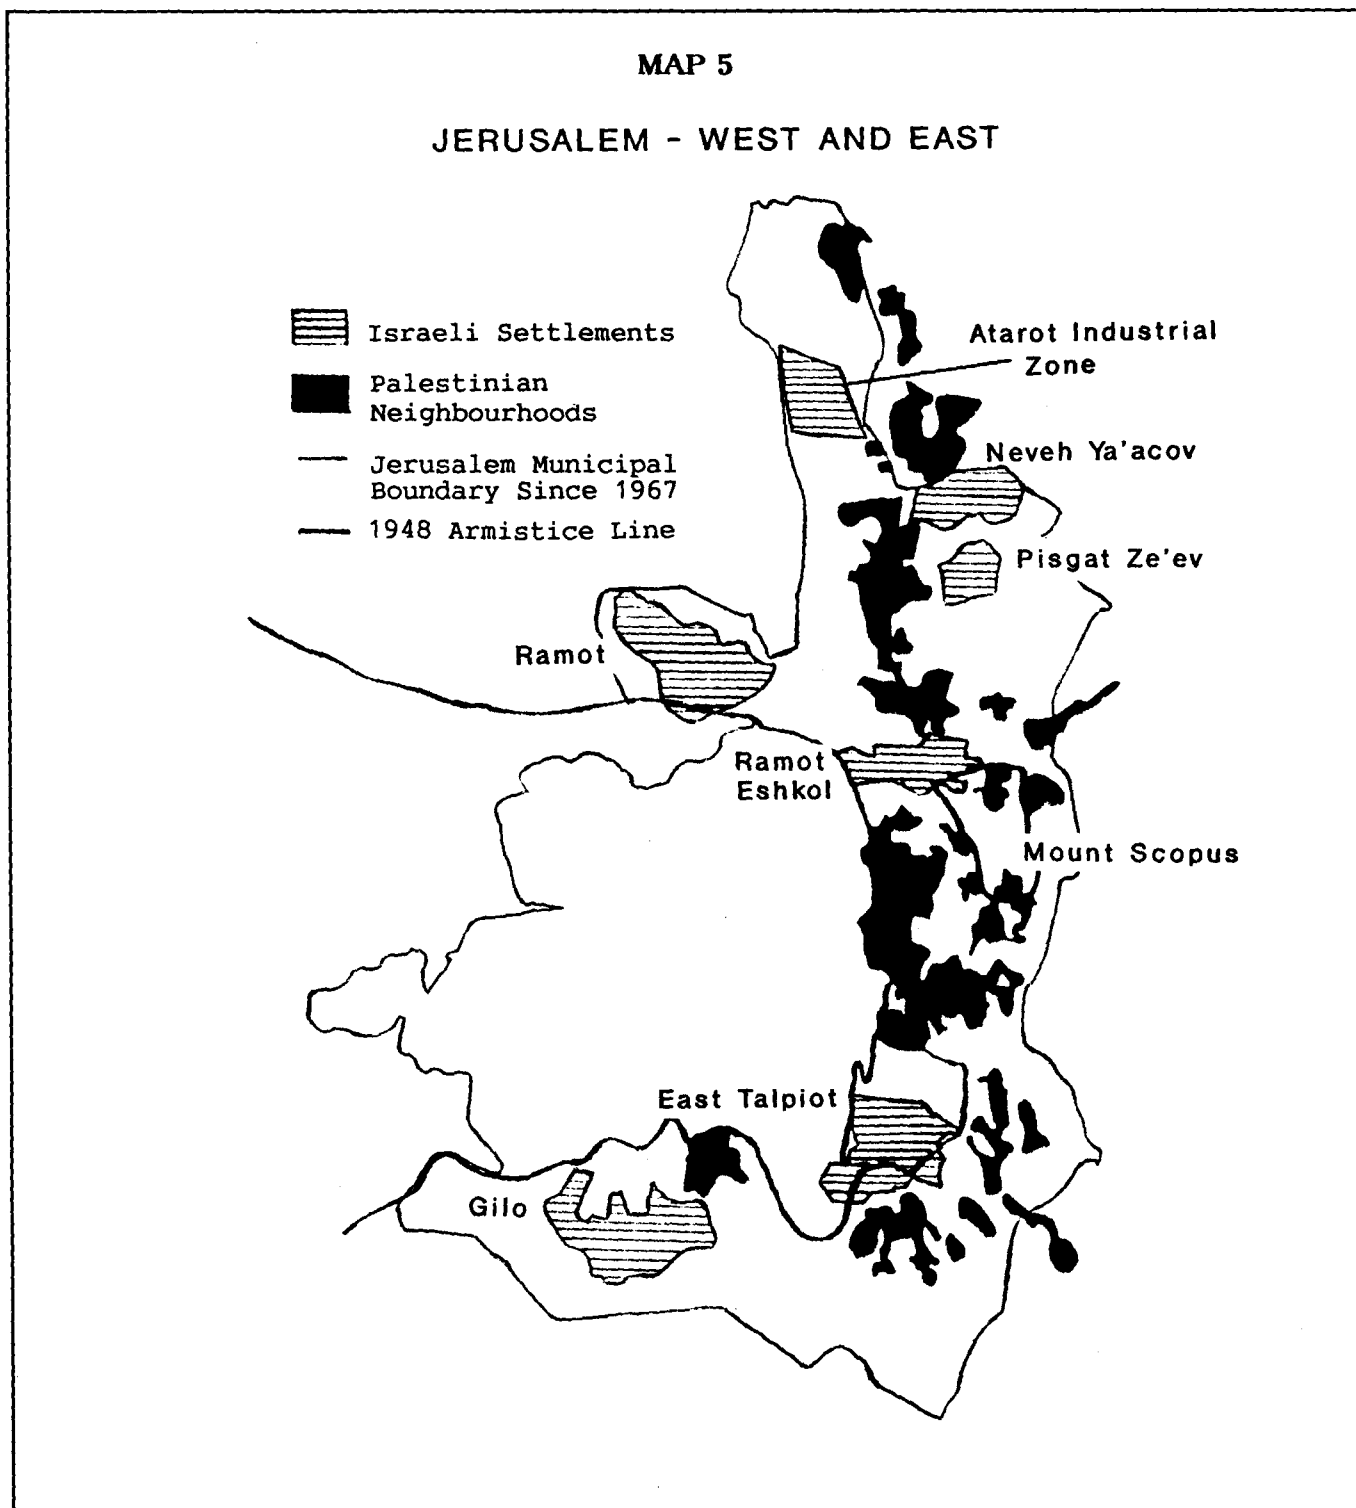 MAP 5
JERUSALEM - WEST AND EAST
Israeli Settlements
Palestinian
Neighbourhoods
Jerusalem Municipal
Boundary Since 1967
1948 Armistice Line
Atarot Industrial
Zone
Neveh Ya'acov
Pisgat Ze'ev
Ramot
Ramot
Eshkol
Mount Scopus
East Talpiot
Gilo